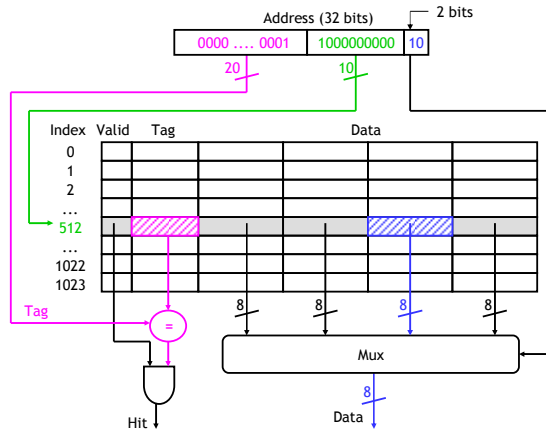 Address (32 bits)
2 bits
0000 .... 0001 1000000000 10
20 10
Index Valid Tag Data
0
1
2
...
512
...
1022
1023
8 8 8 8
Tag
=
Mux
8
Hit Data